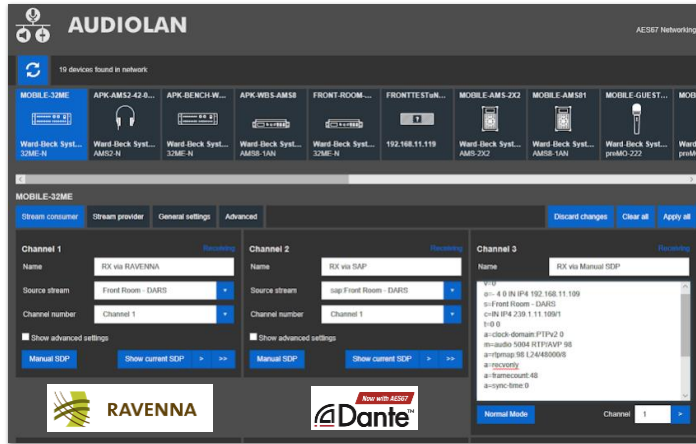 AUDIOLAN
AES67 Networking
19 devices found in network
MOBILE-32ME APK-AMS2-42-0... APK-BENCH-W... APK-WBS-AMS8 FRONT-ROOM-... FRONTTESTuN... MOBILE-AMS-2X2 MOBILE-AMS81 MOBILE-GUEST... MOB
Ward-Beck Syst... Ward-Beck Syst... Ward-Beck Syst... Ward-Beck Syst... Ward-Beck Syst... 192.168.11.119 Ward-Beck Syst... Ward-Beck Syst... Ward-Beck Syst... Ward
32ME-N AMS2-N 32ME-N AMS8-1AN 32ME-N AMS-2X2 AMS8-1AN preMO-222 preM
MOBILE-32ME
Stream consumer Stream provider General settings Advanced Discard changes Clear all Apply all
Channel 1 Receiving
Name RX via RAVENNA
Source stream Front Room - DARS
Channel number Channel 1
Show advanced settings
Manual SDP Show current SDP > >>
Channel 2 Receiving
Name RX via SAP
Source stream sap:Front Room - DARS
Channel number Channel 1
Show advanced settings
Manual SDP Show current SDP > >>
Channel 3 Receiving
Name RX via Manual SDP
v=0
o=- 4 0 IN IP4 192.168.11.109
s=Front Room - DARS
c=IN IP4 239.1.11.109/1
t=0 0
a=clock-domain:PTPv2 0
m=audio 5004 RTP/AVP 98
a=rtpmap:98 L24/48000/8
a=recvonly
a=framecount:48
a=sync-time:0
Normal Mode Channel 1 >
RAVENNA
Now with AES67
Dante™